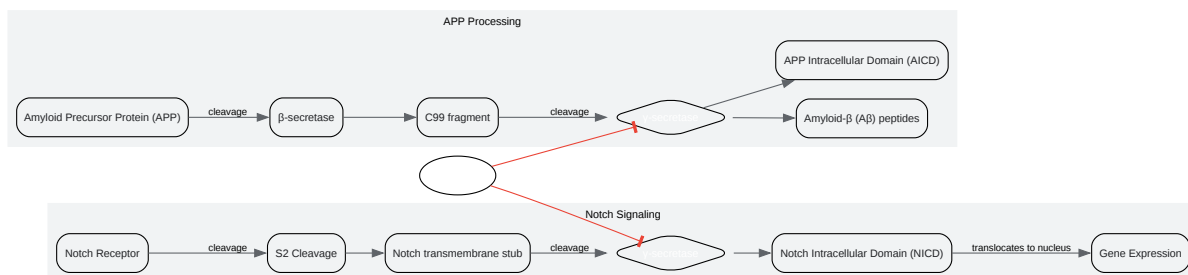 APP Processing
APP Intracellular Domain (AICD)
Amyloid Precursor Protein (APP)
cleavage
β-secretase
C99 fragment
cleavage
γ-secretase
Amyloid-β (Aβ) peptides
Notch Signaling
Notch Receptor
cleavage
S2 Cleavage
Notch transmembrane stub
cleavage
γ-secretase
Notch Intracellular Domain (NICD)
translocates to nucleus
Gene Expression